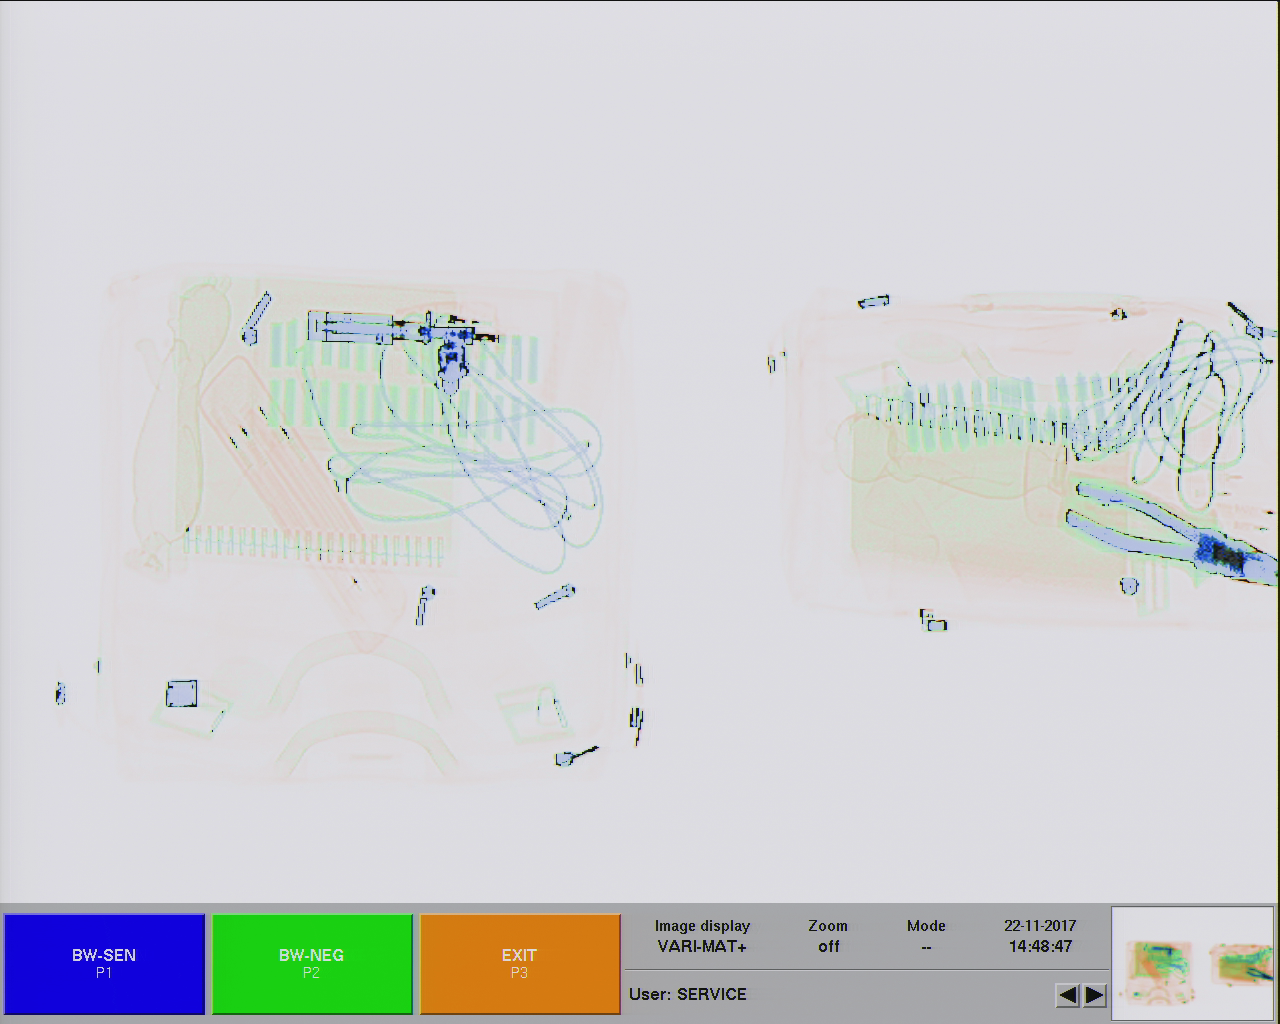 BW-SEN
P1
BW-NEG
P2
EXIT
P3
Image display
VARI-MAT+
Zoom
off
Mode
--
22-11-2017
14:48:47
User: SERVICE